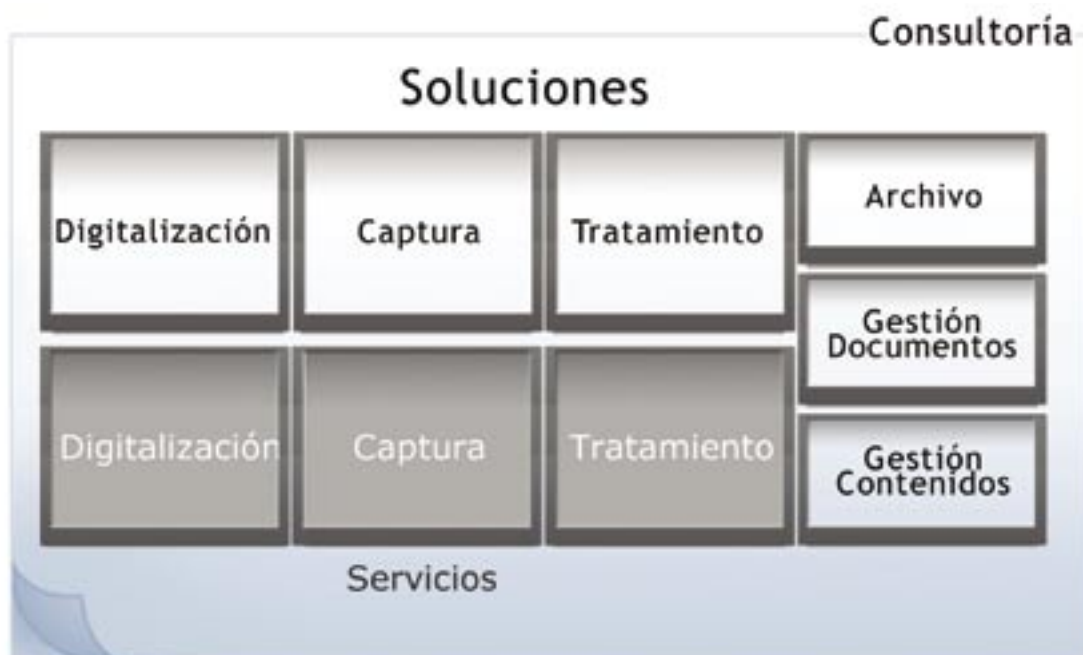 Consultoría
Soluciones
Digitalización
Captura
Tratamiento
Archivo
Gestión
Documentos
Digitalización
Captura
Tratamiento
Gestión
Contenidos
Servicios